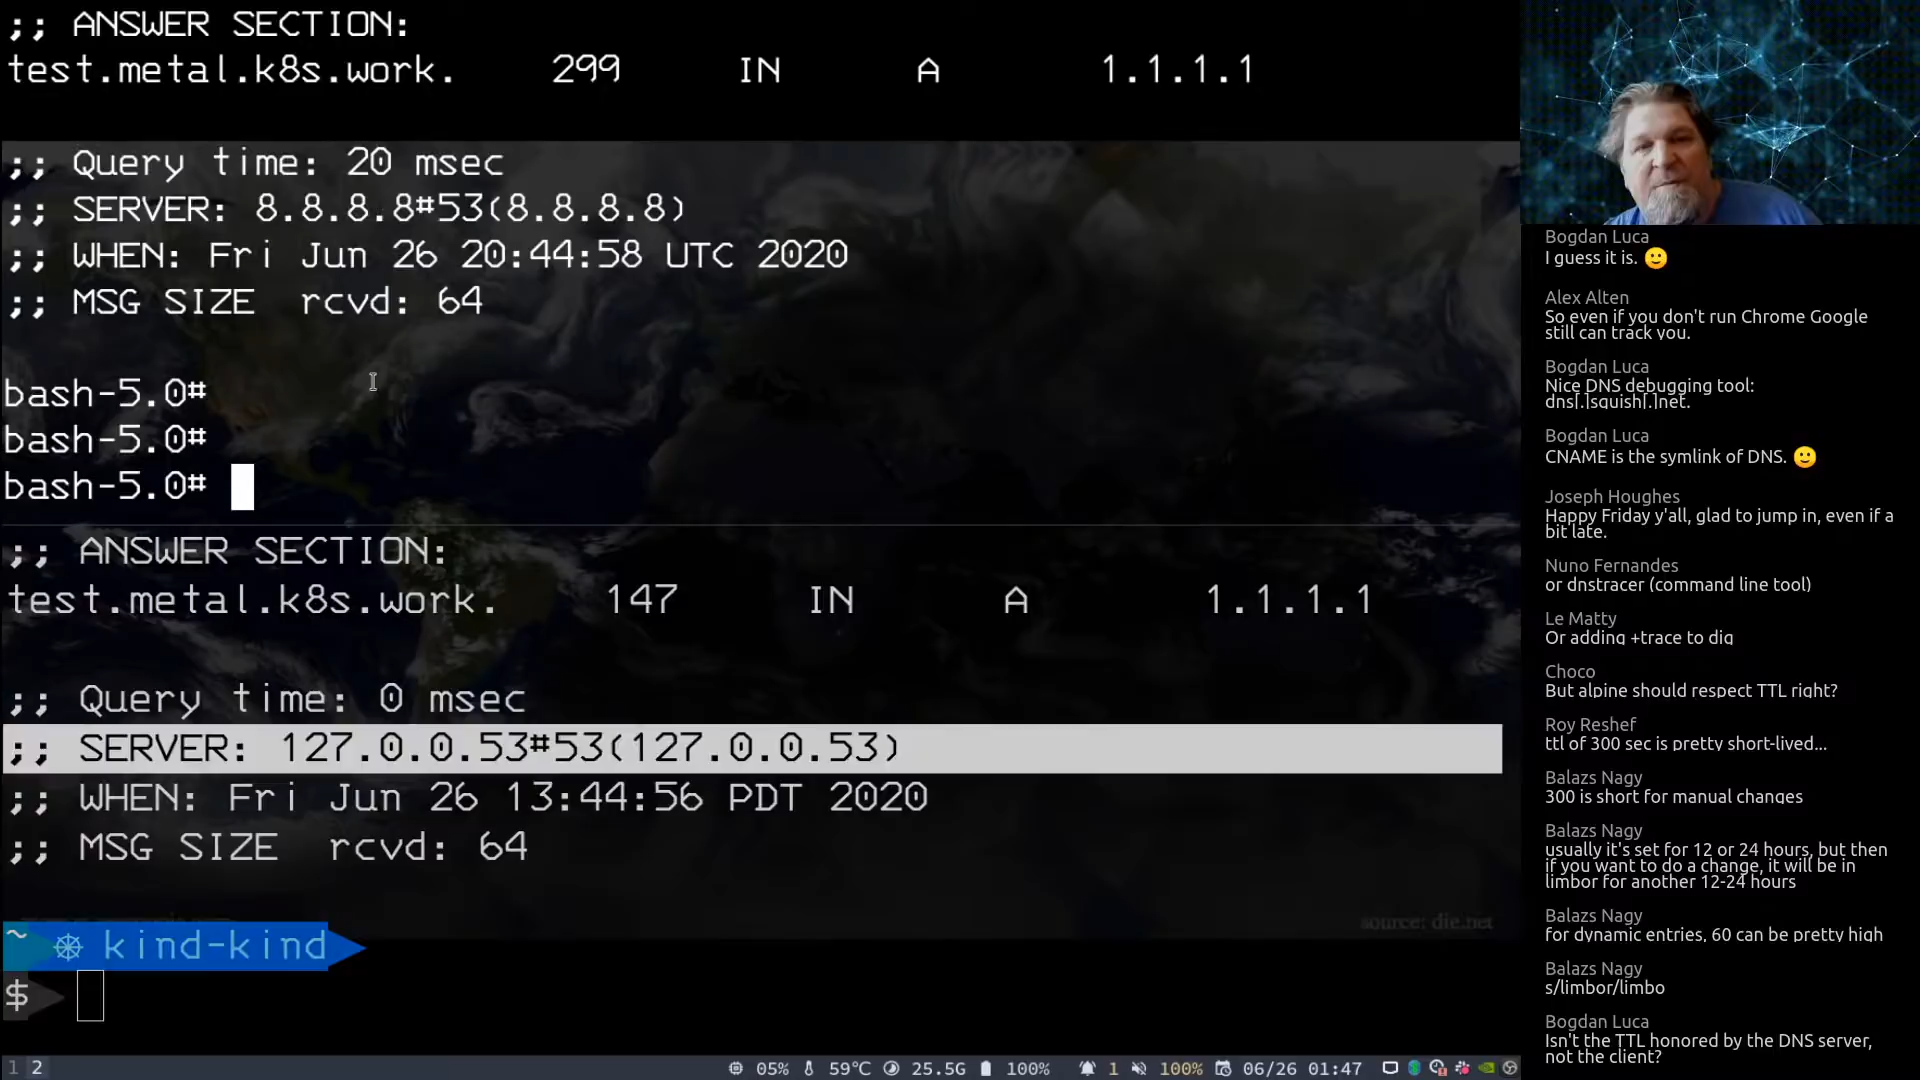 ;; ANSWER SECTION:
test.metal.k8s.work. 299 IN A 1.1.1.1
;; Query time: 20 msec
;; SERVER: 8.8.8.8#53(8.8.8.8)
;; WHEN: Fri Jun 26 20:44:58 UTC 2020
;; MSG SIZE rcvd: 64
bash-5.0#
bash-5.0#
bash-5.0#
;; ANSWER SECTION:
test.metal.k8s.work. 147 IN A 1.1.1.1
;; Query time: 0 msec
;; SERVER: 127.0.0.53#53(127.0.0.53)
;; WHEN: Fri Jun 26 13:44:56 PDT 2020
;; MSG SIZE rcvd: 64
source: die.net
~ ⎈ kind-kind
$
1 2 05% 59°C 25.5G 100% 1 100% 06/26 01:47
Bogdan Luca
I guess it is. 🙂
Alex Alten
So even if you don't run Chrome Google
still can track you.
Bogdan Luca
Nice DNS debugging tool:
dns[.]squish[.]net.
Bogdan Luca
CNAME is the symlink of DNS. 🙂
Joseph Houghes
Happy Friday y'all, glad to jump in, even if a
bit late.
Nuno Fernandes
or dnstracer (command line tool)
Le Matty
Or adding +trace to dig
Choco
But alpine should respect TTL right?
Roy Reshef
ttl of 300 sec is pretty short-lived...
Balazs Nagy
300 is short for manual changes
Balazs Nagy
usually it's set for 12 or 24 hours, but then
if you want to do a change, it will be in
limbor for another 12-24 hours
Balazs Nagy
for dynamic entries, 60 can be pretty high
Balazs Nagy
s/limbor/limbo
Bogdan Luca
Isn't the TTL honored by the DNS server,
not the client?